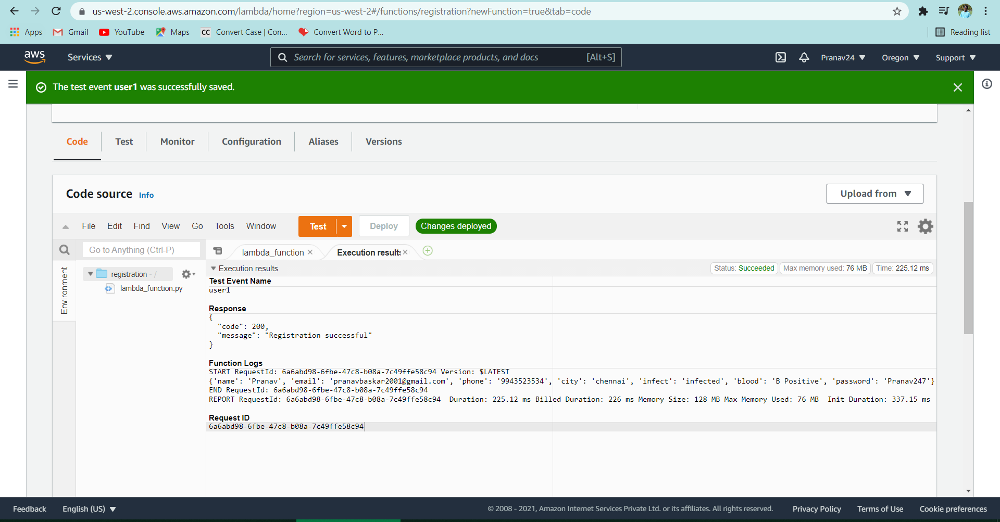 us-west-2.console.aws.amazon.com/lambda/home?region=us-west-2#/functions/registration?newFunction=true&tab=code
Apps Gmail YouTube Maps CC Convert Case | Con... Convert Word to P... Reading list
aws Services Search for services, features, marketplace products, and docs [Alt+S] Pranav24 Oregon Support
The test event user1 was successfully saved.
Code Test Monitor Configuration Aliases Versions
Code source Info Upload from
File Edit Find View Go Tools Window Test Deploy Changes deployed
Go to Anything (Ctrl-P) lambda_function Execution results
Execution results Status: Succeeded Max memory used: 76 MB Time: 225.12 ms
Environment
registration - /
lambda_function.py
Test Event Name
user1
Response
{
"code": 200,
"message": "Registration successful"
}
Function Logs
START RequestId: 6a6abd98-6fbe-47c8-b08a-7c49ffe58c94 Version: $LATEST
{'name': 'Pranav', 'email': 'pranavbaskar2001@gmail.com', 'phone': '9943523534', 'city': 'chennai', 'infect': 'infected', 'blood': 'B Positive', 'password': 'Pranav247'}
END RequestId: 6a6abd98-6fbe-47c8-b08a-7c49ffe58c94
REPORT RequestId: 6a6abd98-6fbe-47c8-b08a-7c49ffe58c94 Duration: 225.12 ms Billed Duration: 226 ms Memory Size: 128 MB Max Memory Used: 76 MB Init Duration: 337.15 ms
Request ID
6a6abd98-6fbe-47c8-b08a-7c49ffe58c94
Feedback English (US) © 2008 - 2021, Amazon Internet Services Private Ltd. or its affiliates. All rights reserved. Privacy Policy Terms of Use Cookie preferences